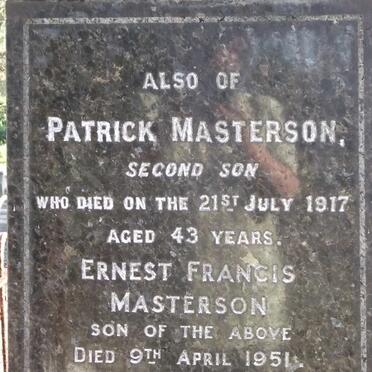 ALSO OF
PATRICK MASTERSON,
SECOND SON
WHO DIED ON THE 21ST JULY 1917
AGED 43 YEARS.
ERNEST FRANCIS
MASTERSON
SON OF THE ABOVE
DIED 9TH APRIL 1951.